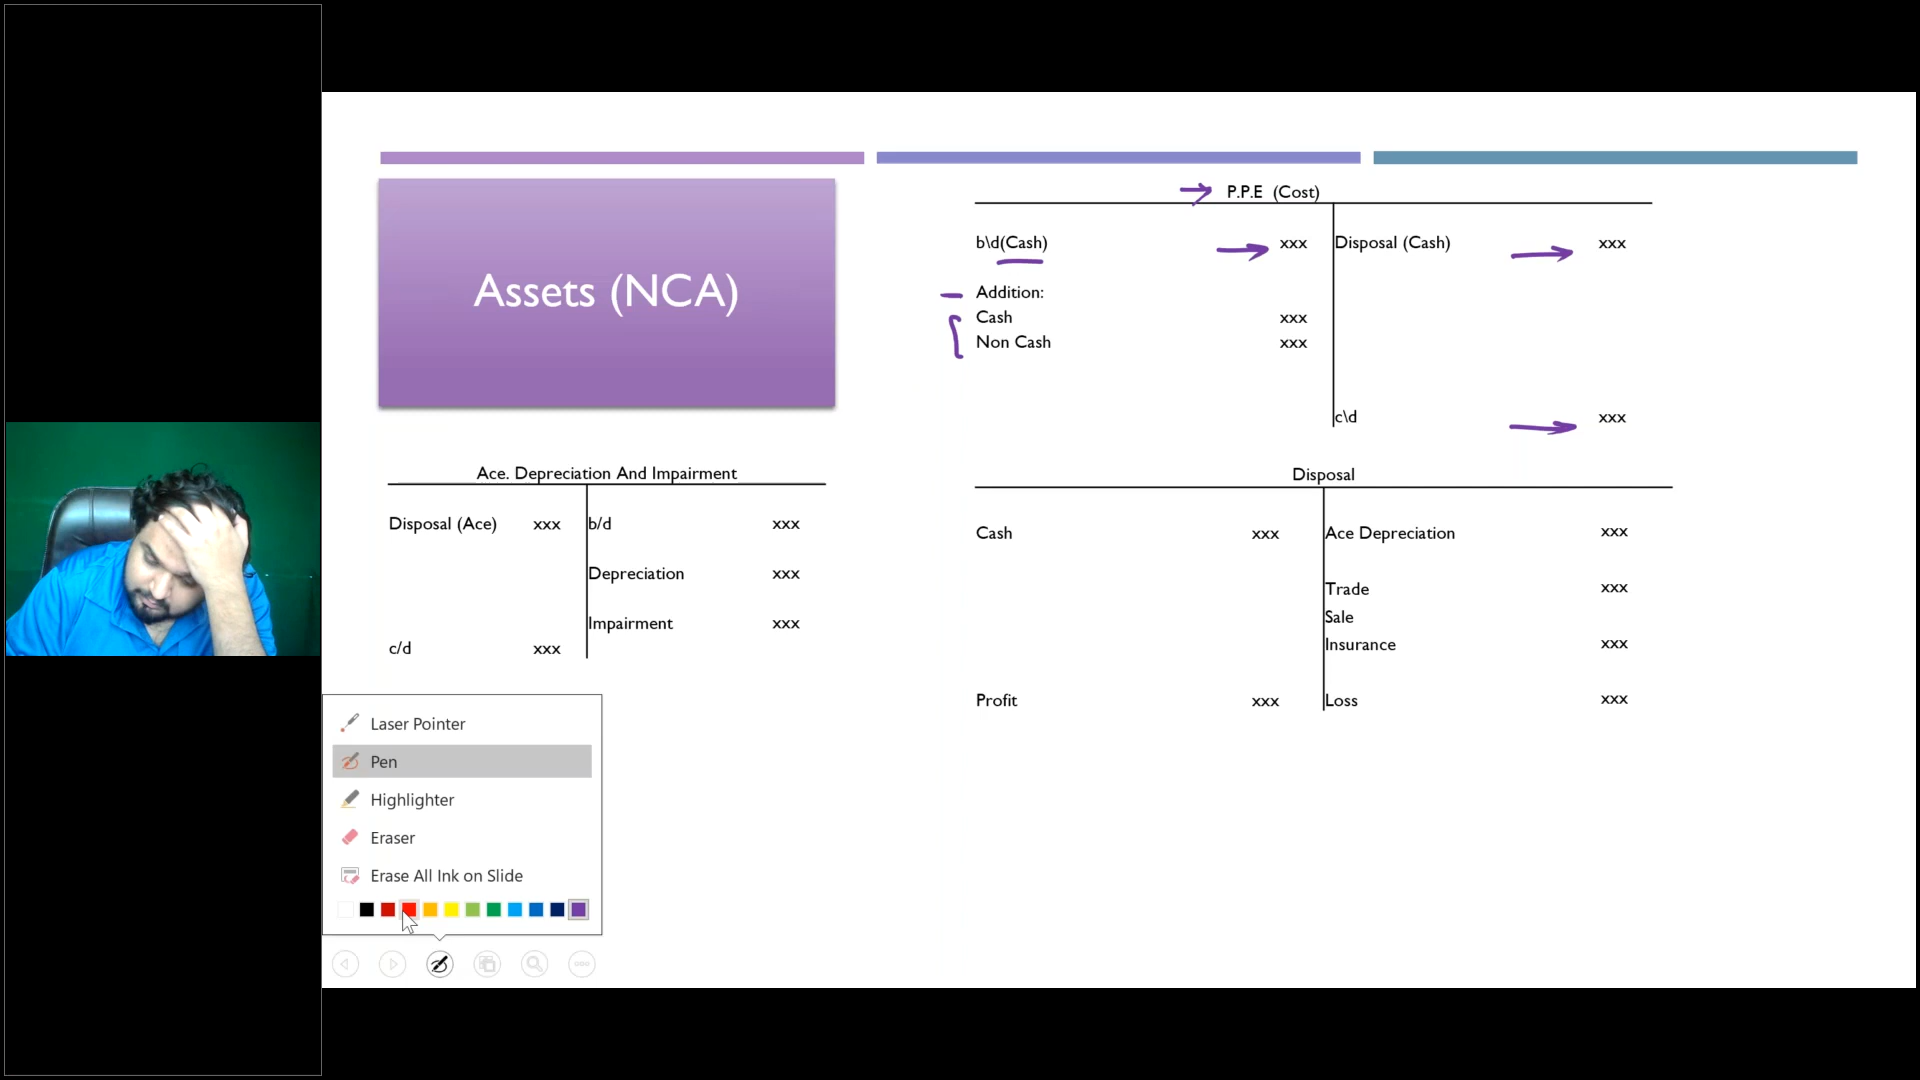 Assets (NCA)
P.P.E (Cost)
b\d(Cash) xxx Disposal (Cash) xxx
Addition:
Cash xxx
Non Cash xxx
c\d xxx
Ace. Depreciation And Impairment
Disposal (Ace) xxx b/d xxx
Depreciation xxx
Impairment xxx
c/d xxx
Disposal
Cash xxx Ace Depreciation xxx
Trade xxx
Sale
Insurance xxx
Profit xxx Loss xxx
Laser Pointer
Pen
Highlighter
Eraser
Erase All Ink on Slide